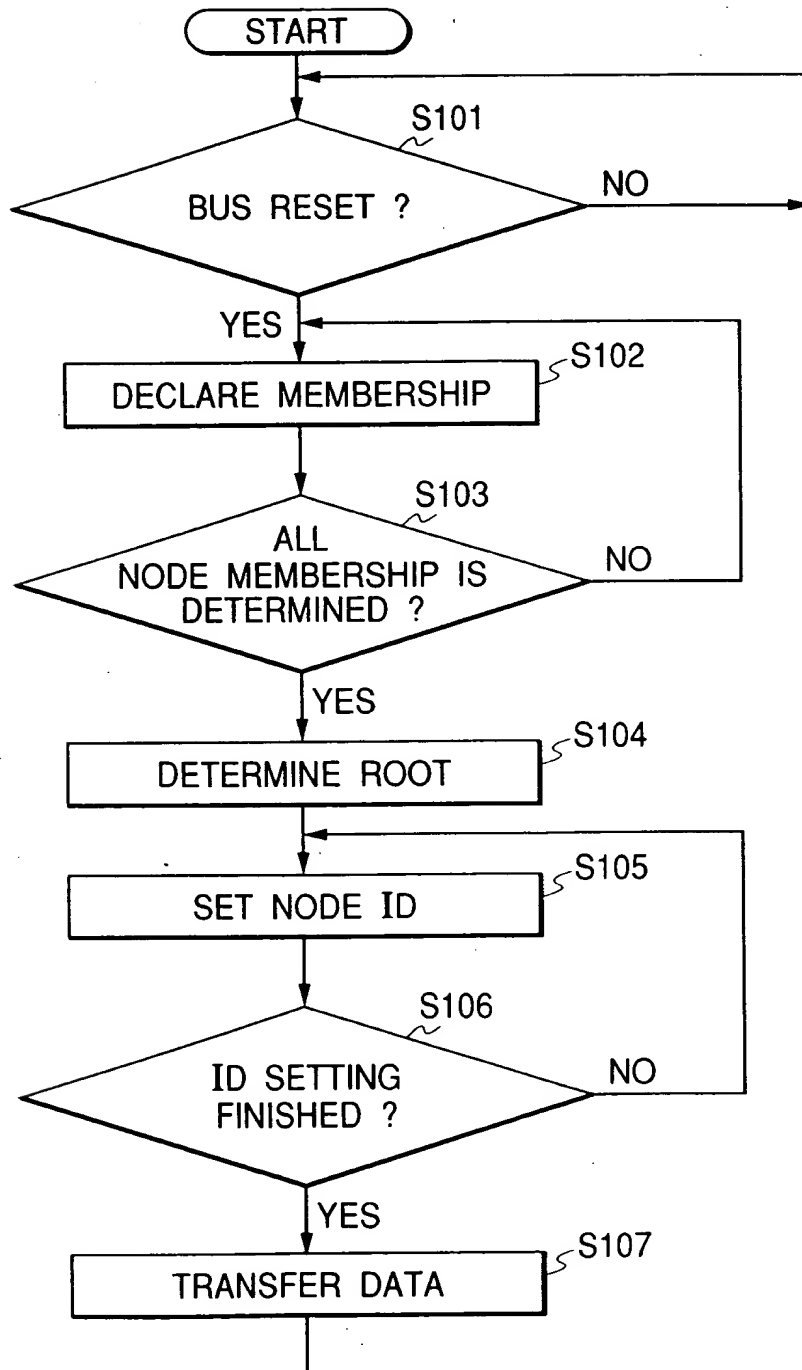 START
S101
BUS RESET ?
NO
YES
S102
DECLARE MEMBERSHIP
S103
ALL
NODE MEMBERSHIP IS
DETERMINED ?
NO
YES
S104
DETERMINE ROOT
S105
SET NODE ID
S106
ID SETTING
FINISHED ?
NO
YES
S107
TRANSFER DATA